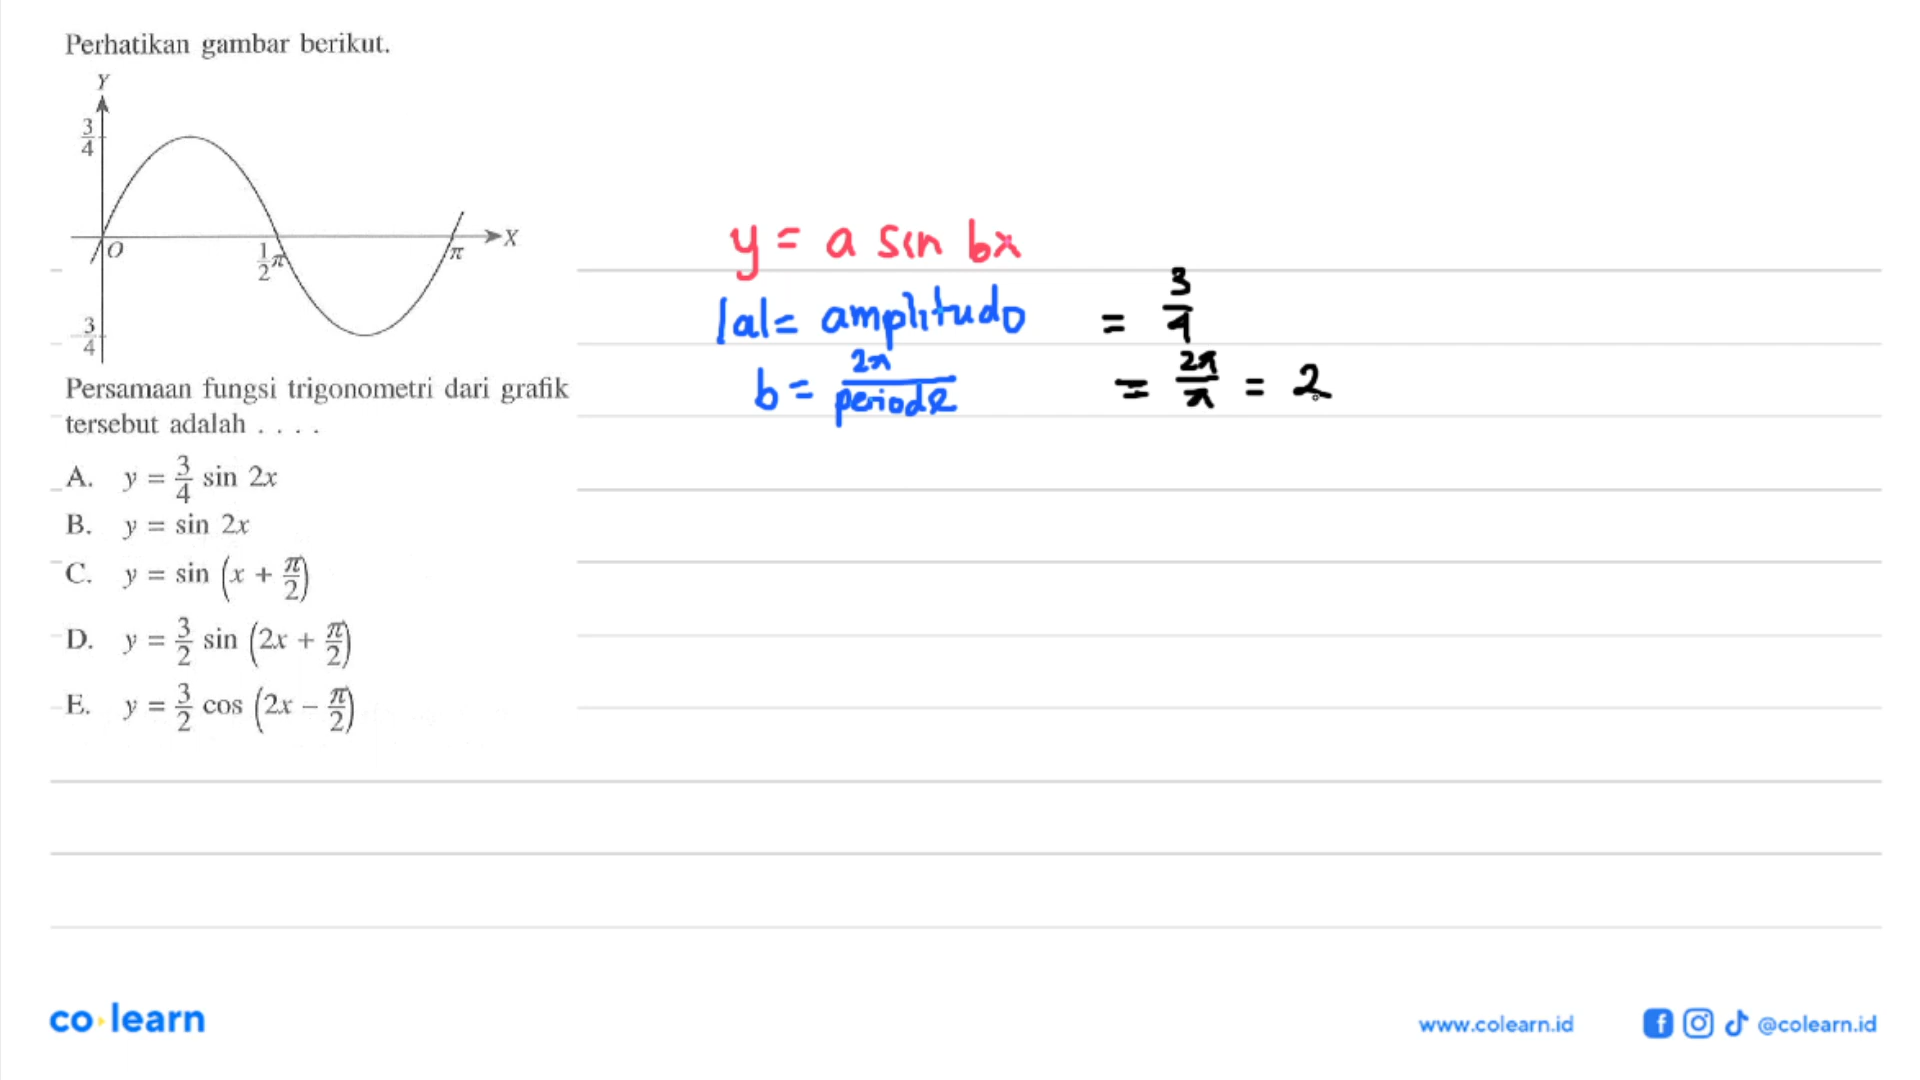 Perhatikan gambar berikut.
Y
3/4
O
1/2 π
π
X
-3/4
y = a sin bx
|a| = amplitudo = 3/4
b = 2π/periode = 2π/π = 2
Persamaan fungsi trigonometri dari grafik
tersebut adalah . . . .
A. y = 3/4 sin 2x
B. y = sin 2x
C. y = sin (x + π/2)
D. y = 3/2 sin (2x + π/2)
E. y = 3/2 cos (2x − π/2)
co learn
www.colearn.id
@colearn.id